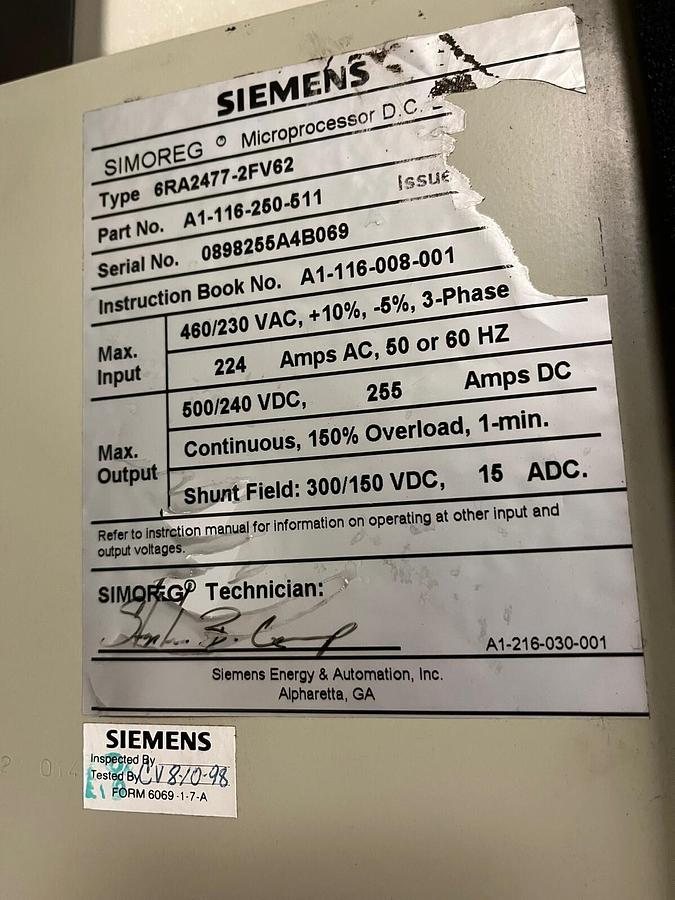 SIEMENS
SIMOREG ® Microprocessor D.C.
Type 6RA2477-2FV62
Part No. A1-116-250-511 Issue
Serial No. 0898255A4B069
Instruction Book No. A1-116-008-001
Max. Input
460/230 VAC, +10%, -5%, 3-Phase
224 Amps AC, 50 or 60 HZ
Max. Output
500/240 VDC, 255 Amps DC
Continuous, 150% Overload, 1-min.
Shunt Field: 300/150 VDC, 15 ADC.
Refer to instrction manual for information on operating at other input and
output voltages.
SIMOREG® Technician:
A1-216-030-001
Siemens Energy & Automation, Inc.
Alpharetta, GA
SIEMENS
Inspected By
Tested By CV 8-10-98
FORM 6069-1-7-A